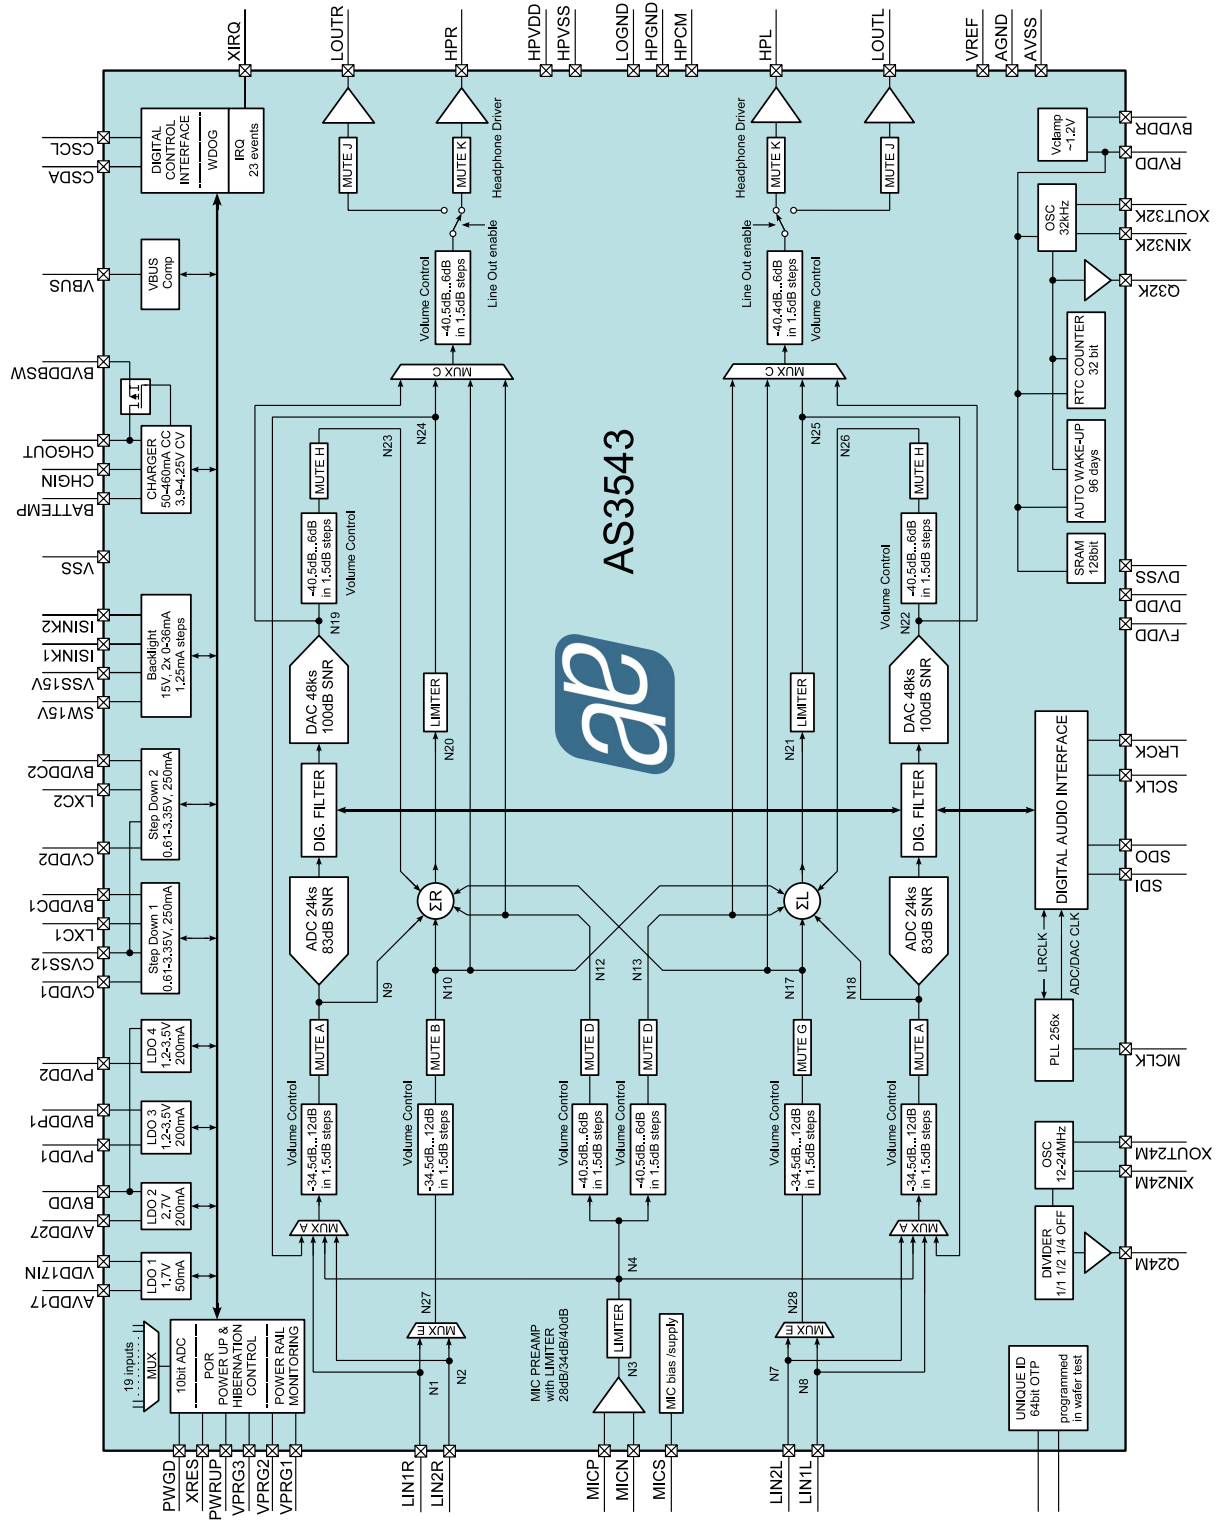 XIRQ
LOUTR
HPR
HPVDD
HPVSS
LOGND
HPGND
HPCM
HPL
LOUTL
VREF
AGND
AVSS
CSCL
CSDA
VBUS
BVDDBSW
CHGOUT
CHGIN
BATTEMP
VSS
ISINK2
ISINK1
VSS15V
SW15V
BVDDC2
LXC2
CVDD2
BVDDC1
LXC1
CVSS12
CVDD1
PVDD2
BVDDP1
PVDD1
BVDD
AVDD27
VDD17IN
AVDD17
DIGITAL
CONTROL
INTERFACE
WDOG
IRQ
23 events
VBUS
Comp
CHARGER
50-460mA CC
3.9-4.25V CV
Backlight
15V, 2x 0-36mA
1.25mA steps
Step Down 2
0.61-3.35V, 250mA
Step Down 1
0.61-3.35V, 250mA
LDO 4
1.2-3.5V
200mA
LDO 3
1.2-3.5V
200mA
LDO 2
2.7V
200mA
LDO 1
1.7V
50mA
19 inputs
MUX
10bit ADC
POR
POWER UP &
HIBERNATION
CONTROL
POWER RAIL
MONITORING
PWGD
XRES
PWRUP
VPRG3
VPRG2
VPRG1
LIN1R
LIN2R
MICP
MICN
MICS
LIN2L
LIN1L
MUTE J
MUTE K
Headphone Driver
Line Out enable
Volume Control
-40.5dB...6dB
in 1.5dB steps
MUX C
N23
N24
MUTE H
-40.5dB...6dB
in 1.5dB steps
Volume Control
N19
DAC 48ks
100dB SNR
LIMITER
N20
DIG. FILTER
ADC 24ks
83dB SNR
ΣR
N9
N10
N12
N13
N17
N18
MUTE A
MUTE B
MUTE D
MUTE D
MUTE G
MUTE A
Volume Control
-34.5dB...12dB
in 1.5dB steps
Volume Control
-34.5dB...12dB
in 1.5dB steps
Volume Control
-40.5dB...6dB
in 1.5dB steps
-40.5dB...6dB
in 1.5dB steps
Volume Control
Volume Control
-34.5dB...12dB
in 1.5dB steps
Volume Control
-34.5dB...12dB
in 1.5dB steps
MUX A
MUX A
N4
N27
N28
MUX E
MUX E
N1
N2
N3
N7
N8
MIC PREAMP
with LIMITER
28dB/34dB/40dB
LIMITER
MIC bias /supply
AS3543
Headphone Driver
MUTE K
MUTE J
Line Out enable
-40.4dB...6dB
in 1.5dB steps
Volume Control
MUX C
N25
N26
MUTE H
Volume Control
-40.5dB...6dB
in 1.5dB steps
N22
DAC 48ks
100dB SNR
LIMITER
N21
DIG. FILTER
ADC 24ks
83dB SNR
ΣL
Vclamp
~1.2V
OSC
32kHz
RTC COUNTER
32 bit
AUTO WAKE-UP
96 days
SRAM
128bit
DIGITAL AUDIO INTERFACE
LRCLK
ADC/DAC CLK
PLL 256x
OSC
12-24MHz
DIVIDER
1/1 1/2 1/4 OFF
UNIQUE ID
64bit OTP
programmed
in wafer test
BVDDR
RVDD
XOUT32K
XIN32K
Q32K
DVSS
DVDD
FVDD
LRCK
SCLK
SDO
SDI
MCLK
XOUT24M
XIN24M
Q24M